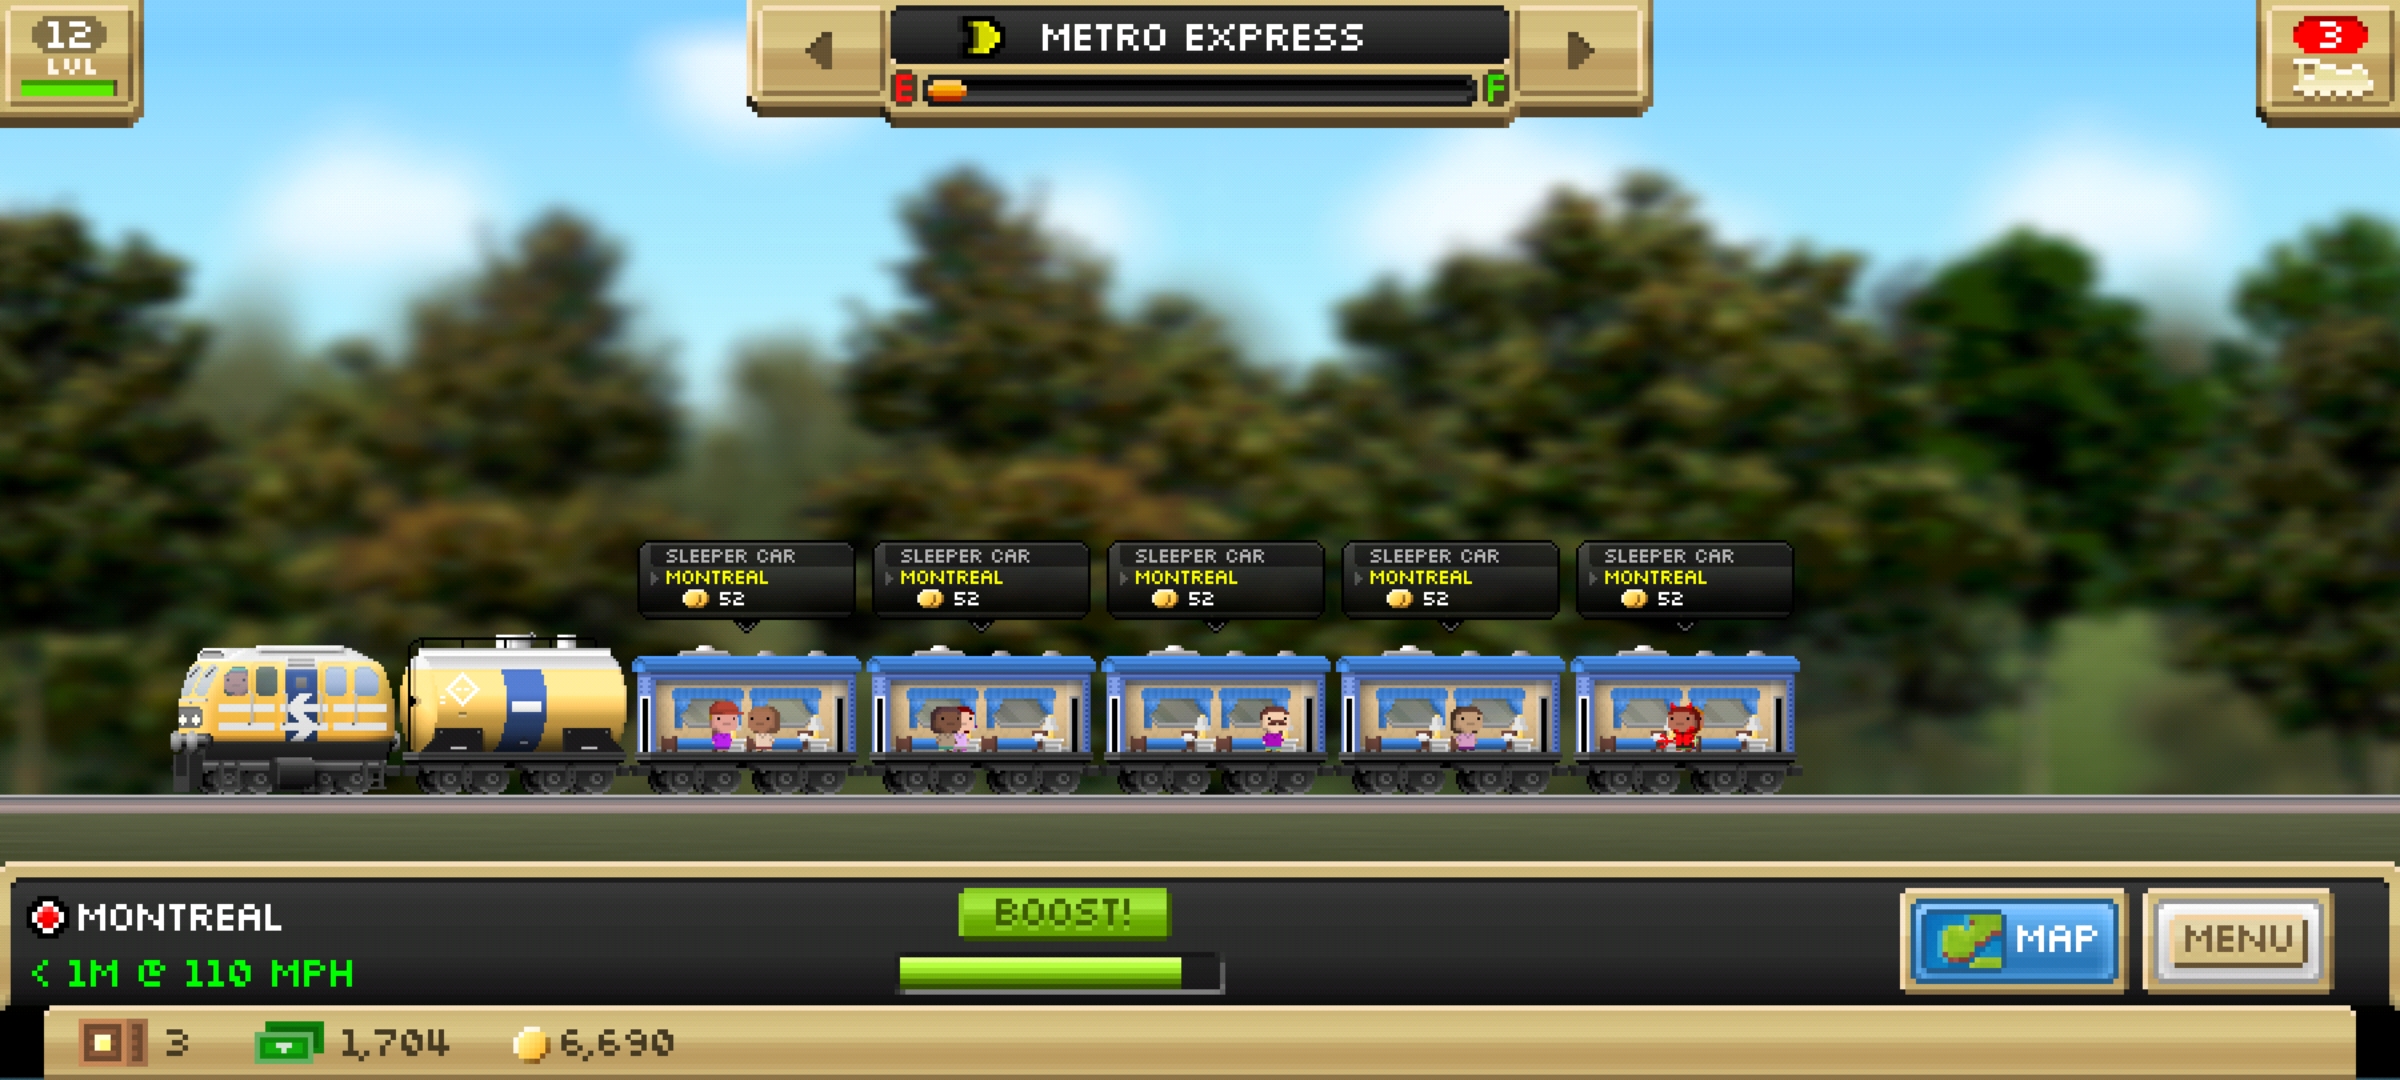 12
LVL
METRO EXPRESS
E F
3
SLEEPER CAR
MONTREAL
52
SLEEPER CAR
MONTREAL
52
SLEEPER CAR
MONTREAL
52
SLEEPER CAR
MONTREAL
52
SLEEPER CAR
MONTREAL
52
MONTREAL
< 1M @ 110 MPH
BOOST!
MAP
MENU
3
1,704
6,690